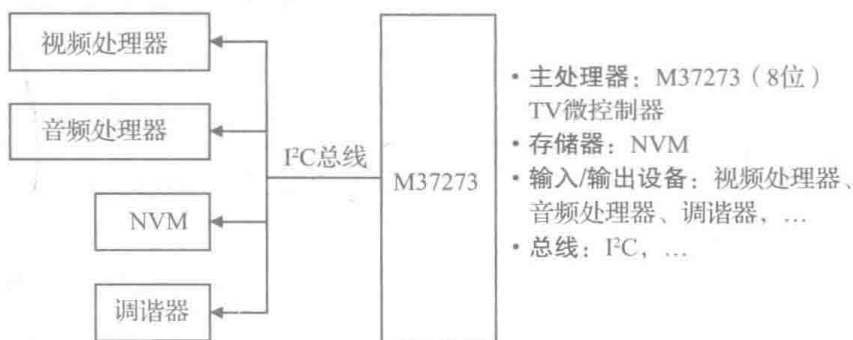 视频处理器
音频处理器
NVM
调谐器
I²C总线
M37273
• 主处理器：M37273（8位）
TV微控制器
• 存储器：NVM
• 输入/输出设备：视频处理器、
音频处理器、调谐器，…
• 总线：I²C，…